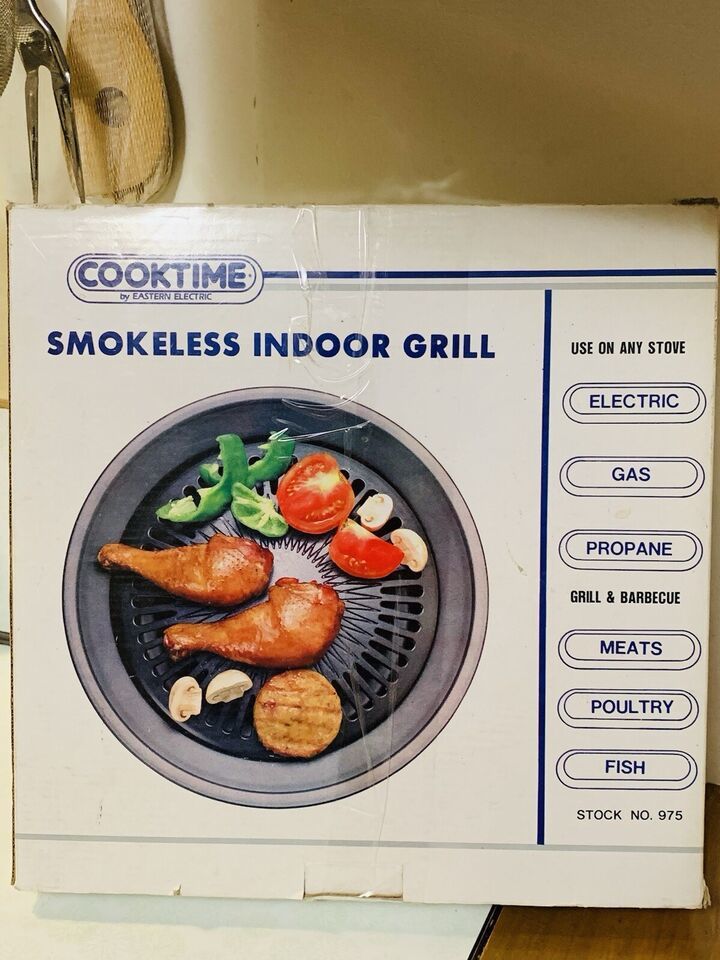 COOKTIME
by EASTERN ELECTRIC
SMOKELESS INDOOR GRILL
USE ON ANY STOVE
ELECTRIC
GAS
PROPANE
GRILL & BARBECUE
MEATS
POULTRY
FISH
STOCK NO. 975